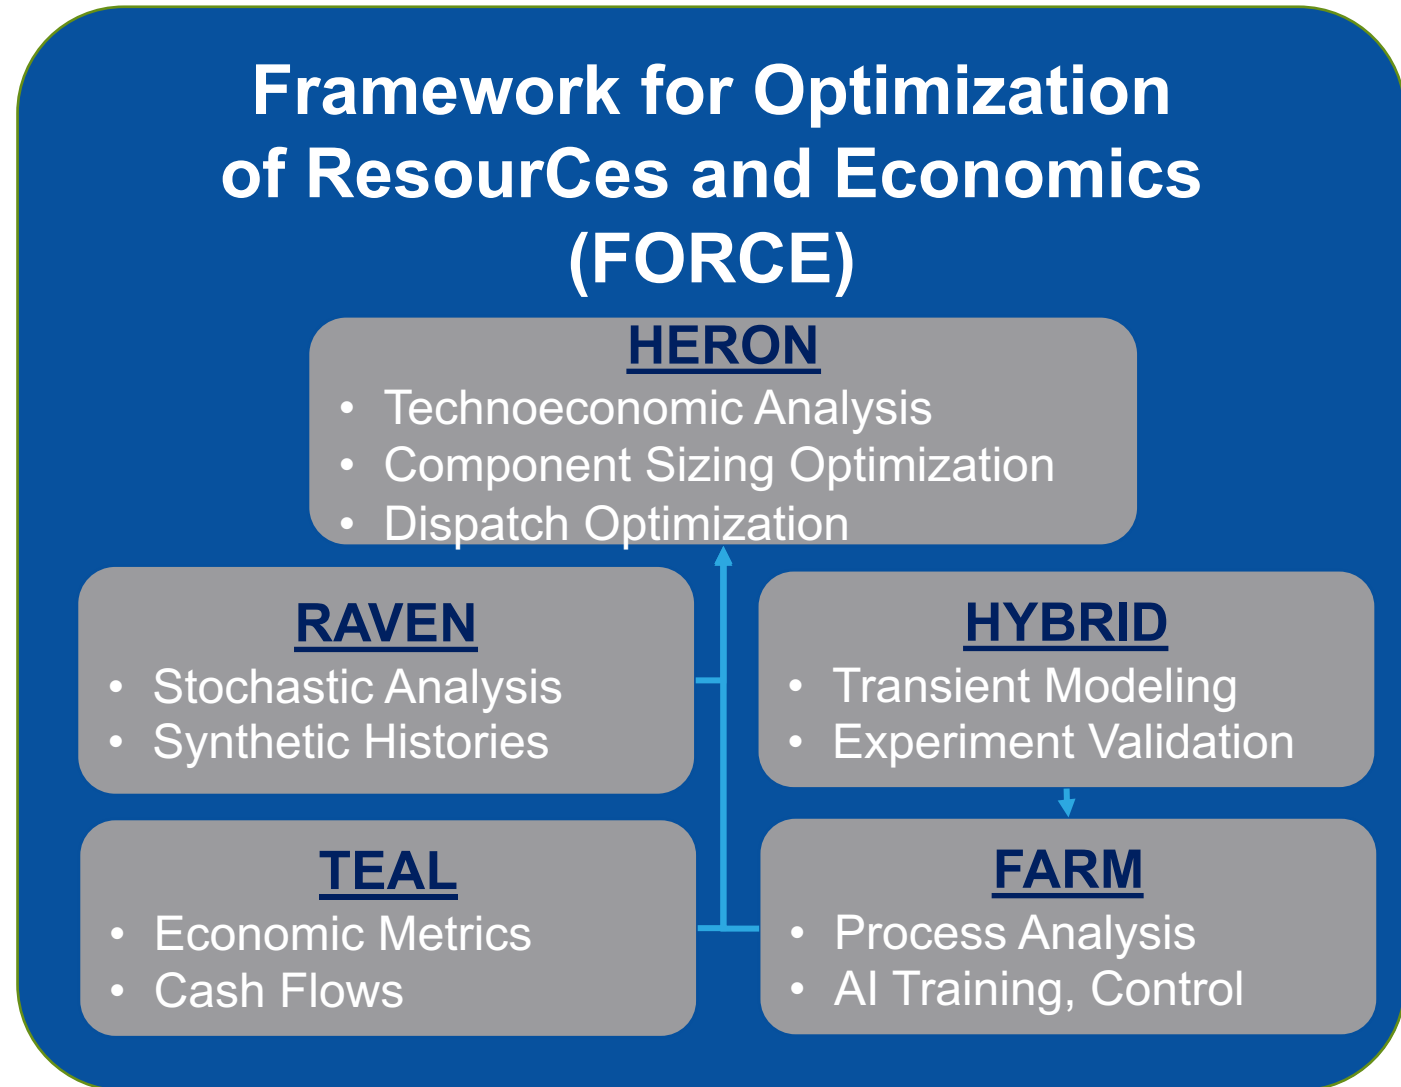 Framework for Optimization
of ResourCes and Economics
(FORCE)
HERON
• Technoeconomic Analysis
• Component Sizing Optimization
• Dispatch Optimization
RAVEN
• Stochastic Analysis
• Synthetic Histories
HYBRID
• Transient Modeling
• Experiment Validation
TEAL
• Economic Metrics
• Cash Flows
FARM
• Process Analysis
• AI Training, Control